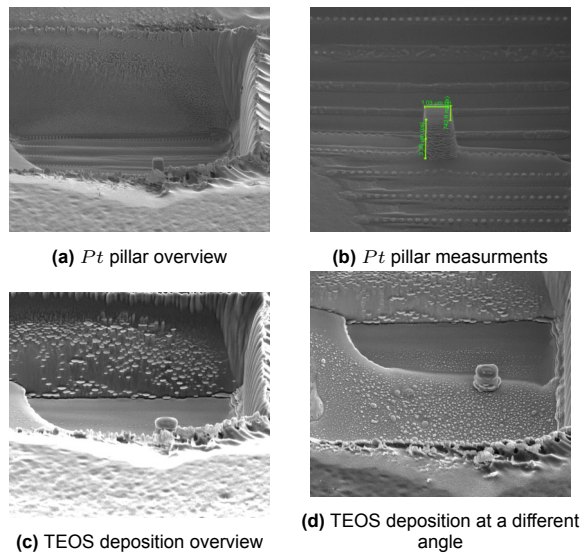 (a) Pt pillar overview
(b) Pt pillar measurments
(c) TEOS deposition overview
(d) TEOS deposition at a different
angle